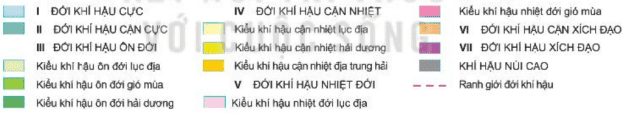 I ĐỚI KHÍ HẬU CỰC
II ĐỚI KHÍ HẬU CẬN CỰC
III ĐỚI KHÍ HẬU ÔN ĐỚI
Kiểu khí hậu ôn đới lục địa
Kiểu khí hậu ôn đới gió mùa
Kiểu khí hậu ôn đới hải dương
IV ĐỚI KHÍ HẬU CẬN NHIỆT
Kiểu khí hậu cận nhiệt lục địa
Kiểu khí hậu cận nhiệt hải dương
Kiểu khí hậu cận nhiệt địa trung hải
V ĐỚI KHÍ HẬU NHIỆT ĐỚI
Kiểu khí hậu nhiệt đới lục địa
Kiểu khí hậu nhiệt đới gió mùa
VI ĐỚI KHÍ HẬU CẬN XÍCH ĐẠO
VII ĐỚI KHÍ HẬU XÍCH ĐẠO
KHÍ HẬU NÚI CAO
Ranh giới đới khí hậu
VỚI CUỘC SỐNG